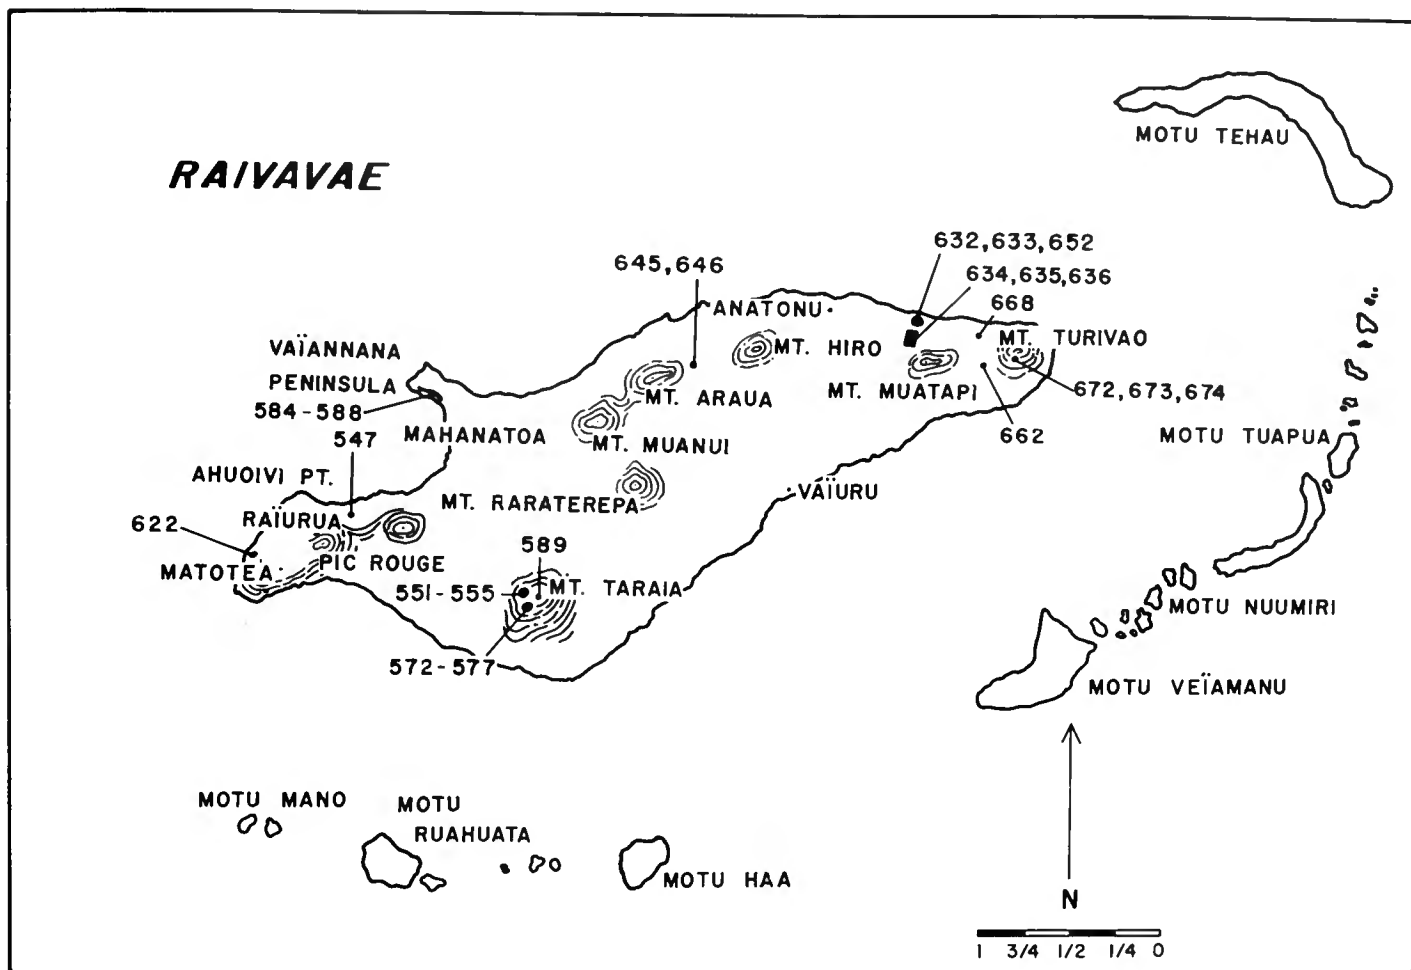 MOTU TEHAU
RAIVAVAE
632,633,652
645,646
634,635,636
668
ANATONU
MT. TURIVAO
VAÏANNANA
PENINSULA
MT. HIRO
584-588
MT. ARAUA
MT. MUATAPI
672,673,674
547
MAHANATOA
MT. MUANUI
662
MOTU TUAPUA
AHUOIVI PT.
MT. RARATEREPA
VAÏURU
622
RAÏURUA
589
MATOTEA
PIC ROUGE
551-555
MT. TARAIA
MOTU NUUMIRI
572-577
MOTU VEÏAMANU
MOTU MANO
MOTU
RUAHUATA
MOTU HAA
N
1 3/4 1/2 1/4 0